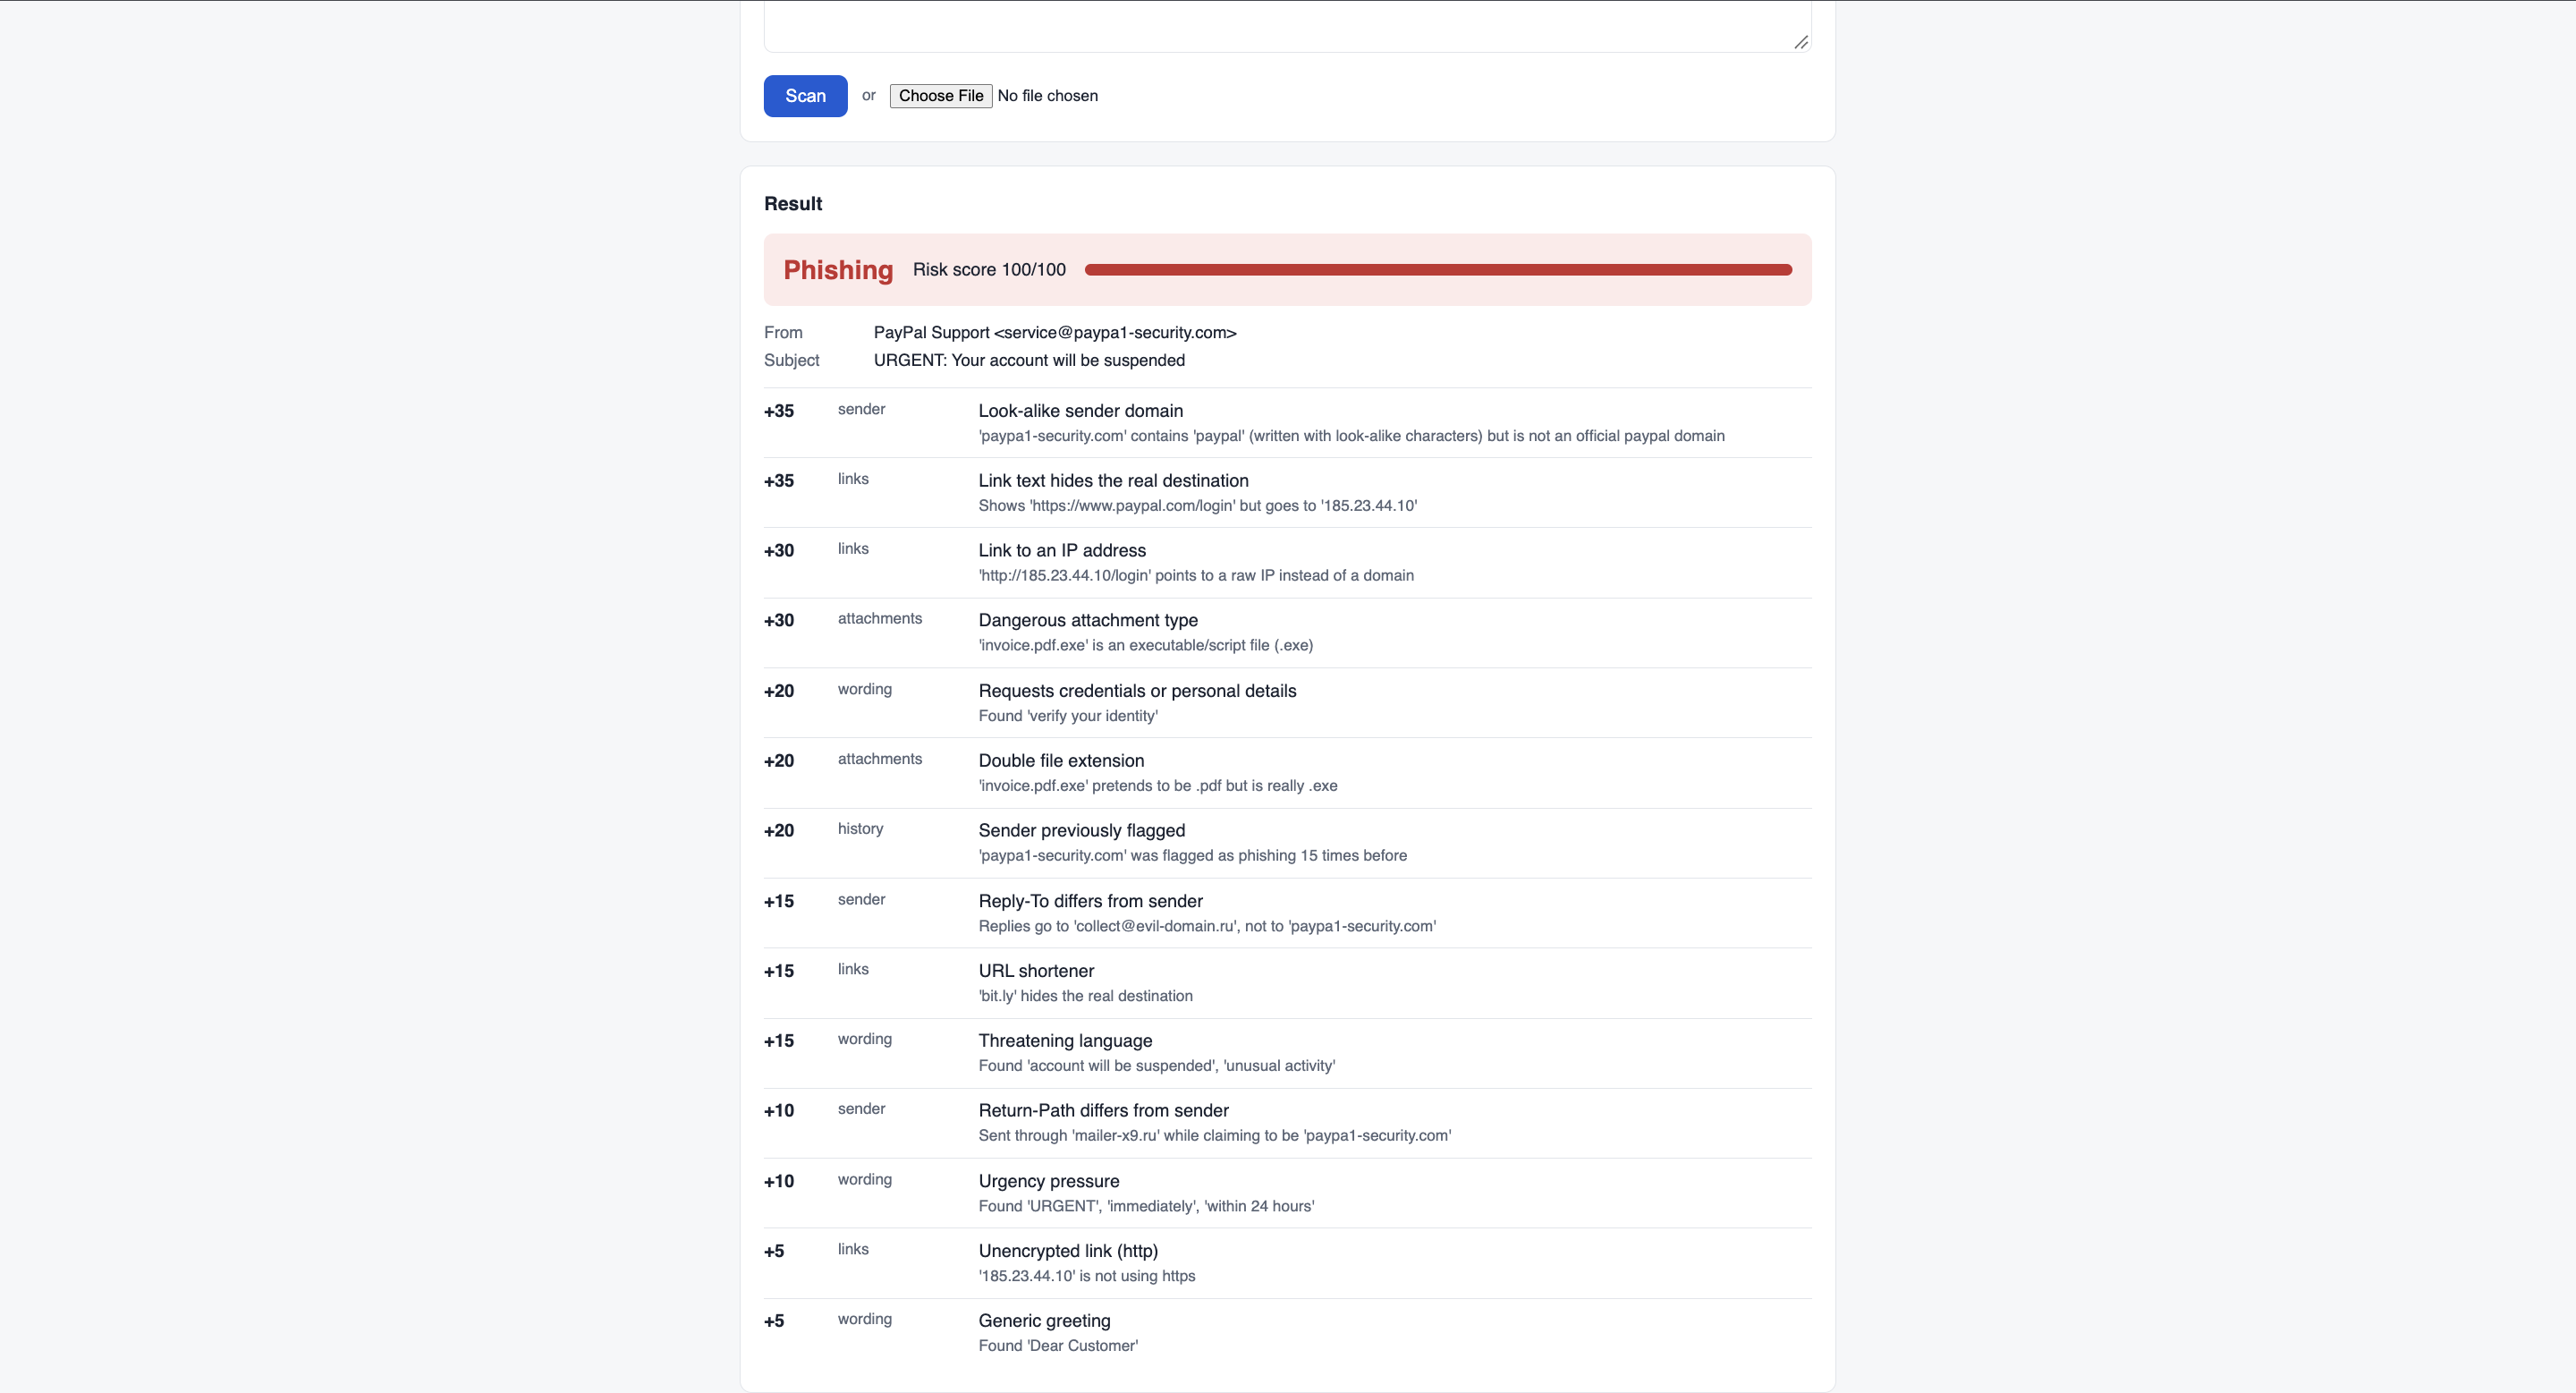 Scan or Choose File No file chosen
Result
Phishing Risk score 100/100
From PayPal Support <service@paypa1-security.com>
Subject URGENT: Your account will be suspended
+35 sender Look-alike sender domain
'paypa1-security.com' contains 'paypal' (written with look-alike characters) but is not an official paypal domain
+35 links Link text hides the real destination
Shows 'https://www.paypal.com/login' but goes to '185.23.44.10'
+30 links Link to an IP address
'http://185.23.44.10/login' points to a raw IP instead of a domain
+30 attachments Dangerous attachment type
'invoice.pdf.exe' is an executable/script file (.exe)
+20 wording Requests credentials or personal details
Found 'verify your identity'
+20 attachments Double file extension
'invoice.pdf.exe' pretends to be .pdf but is really .exe
+20 history Sender previously flagged
'paypa1-security.com' was flagged as phishing 15 times before
+15 sender Reply-To differs from sender
Replies go to 'collect@evil-domain.ru', not to 'paypa1-security.com'
+15 links URL shortener
'bit.ly' hides the real destination
+15 wording Threatening language
Found 'account will be suspended', 'unusual activity'
+10 sender Return-Path differs from sender
Sent through 'mailer-x9.ru' while claiming to be 'paypa1-security.com'
+10 wording Urgency pressure
Found 'URGENT', 'immediately', 'within 24 hours'
+5 links Unencrypted link (http)
'185.23.44.10' is not using https
+5 wording Generic greeting
Found 'Dear Customer'